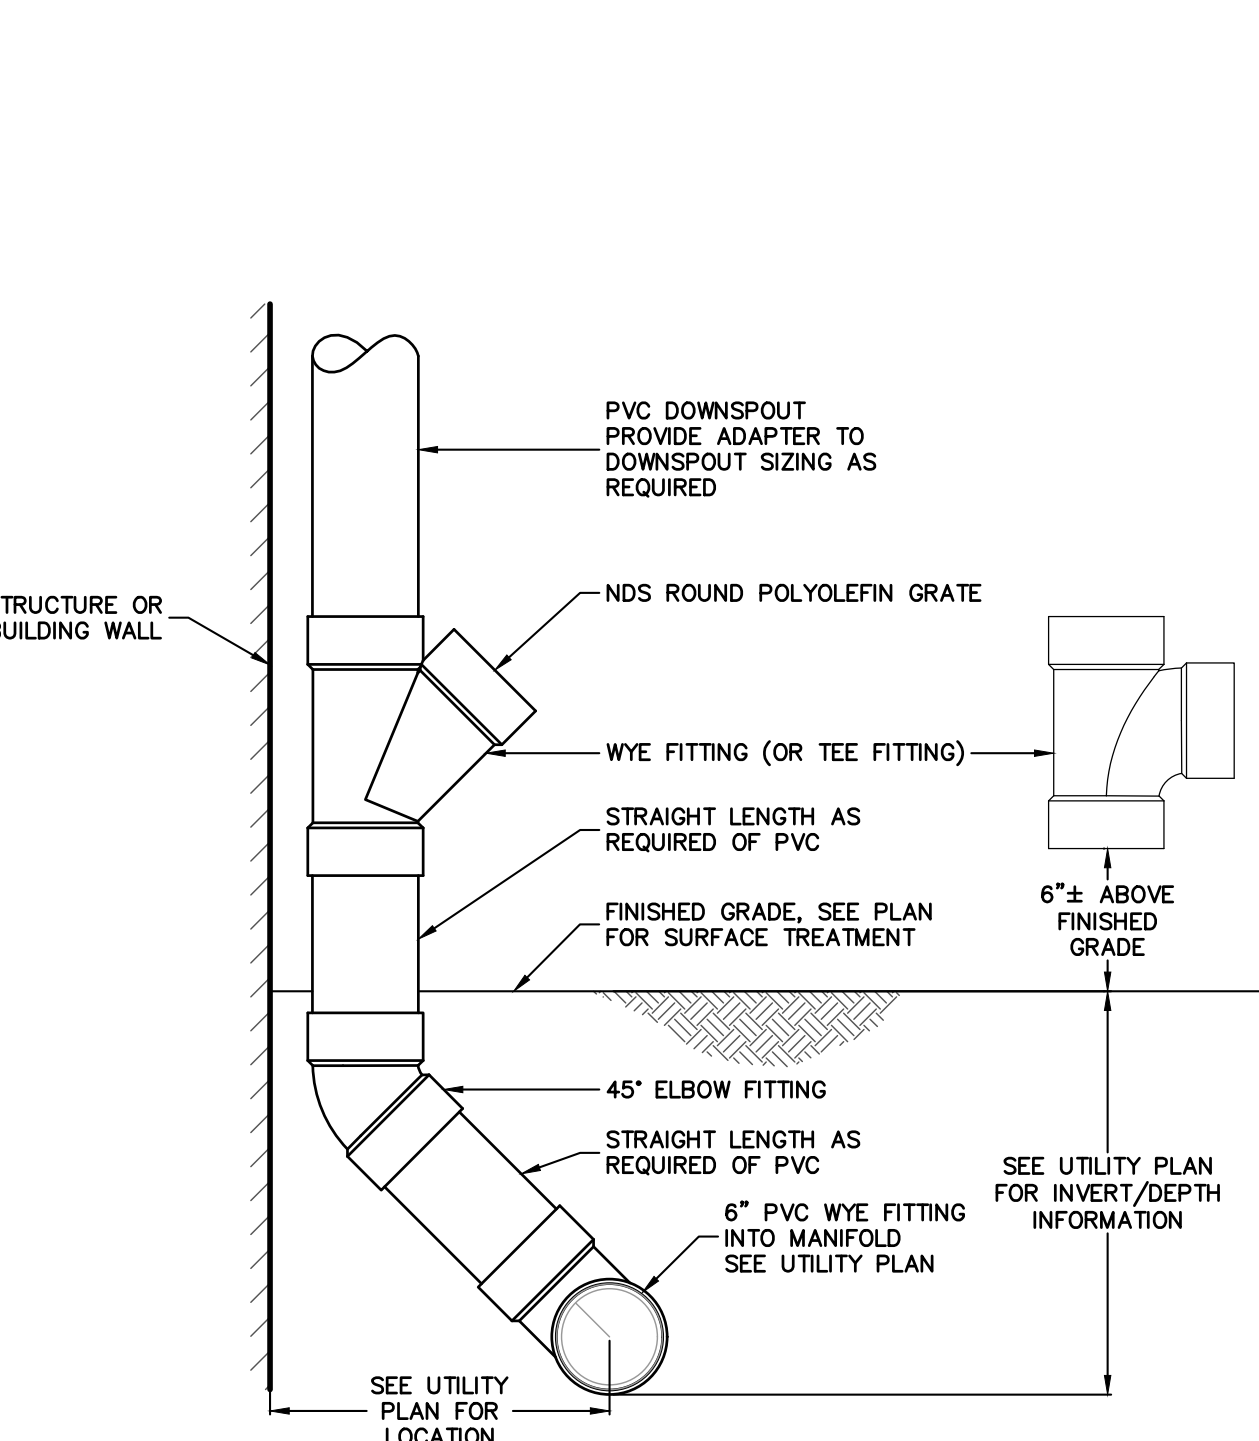 PVC DOWNSPOUT
PROVIDE ADAPTER TO
DOWNSPOUT SIZING AS
REQUIRED
NDS ROUND POLYOLEFIN GRATE
TRUCTURE OR
BUILDING WALL
WYE FITTING (OR TEE FITTING)
STRAIGHT LENGTH AS
REQUIRED OF PVC
6"± ABOVE
FINISHED
GRADE
FINISHED GRADE, SEE PLAN
FOR SURFACE TREATMENT
45° ELBOW FITTING
STRAIGHT LENGTH AS
REQUIRED OF PVC
SEE UTILITY PLAN
FOR INVERT/DEPTH
INFORMATION
6" PVC WYE FITTING
INTO MANIFOLD
SEE UTILITY PLAN
SEE UTILITY
PLAN FOR
LOCATION